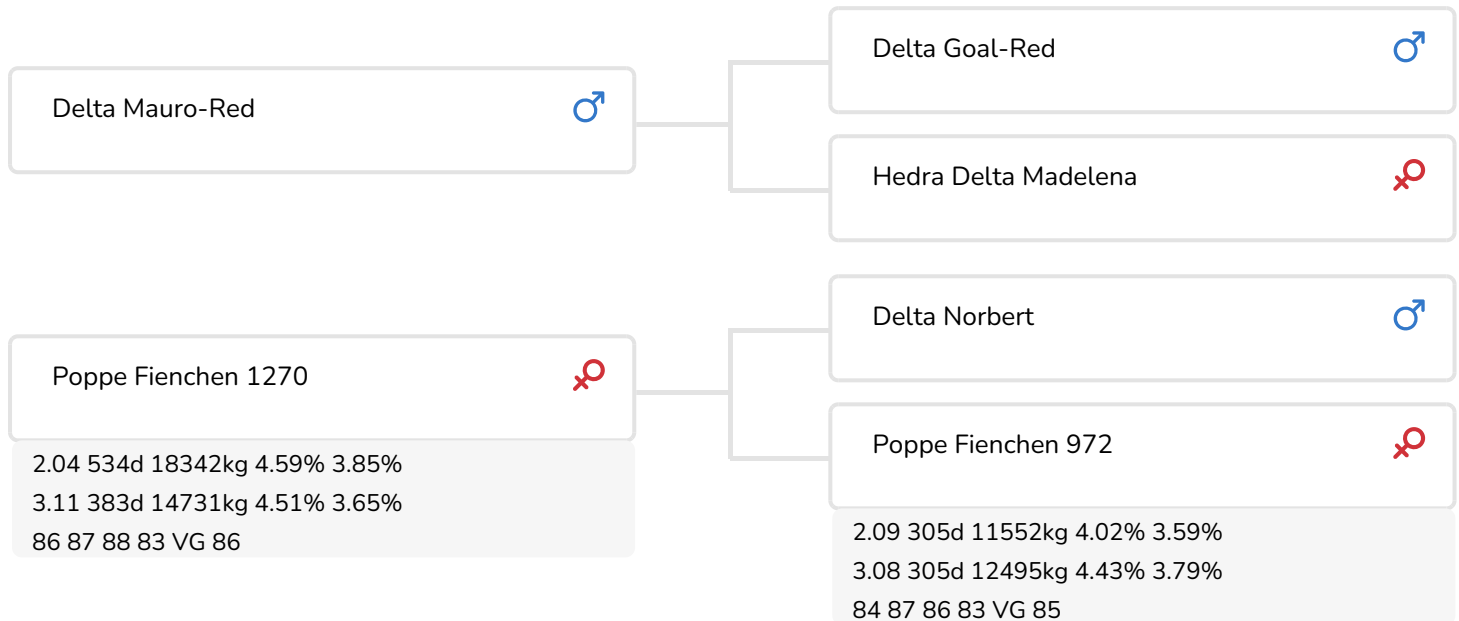 Delta Goal-Red
Delta Mauro-Red
Hedra Delta Madelena
Delta Norbert
Poppe Fienchen 1270
Poppe Fienchen 972
2.04 534d 18342kg 4.59% 3.85%
3.11 383d 14731kg 4.51% 3.65%
86 87 88 83 VG 86
2.09 305d 11552kg 4.02% 3.59%
3.08 305d 12495kg 4.43% 3.79%
84 87 86 83 VG 85